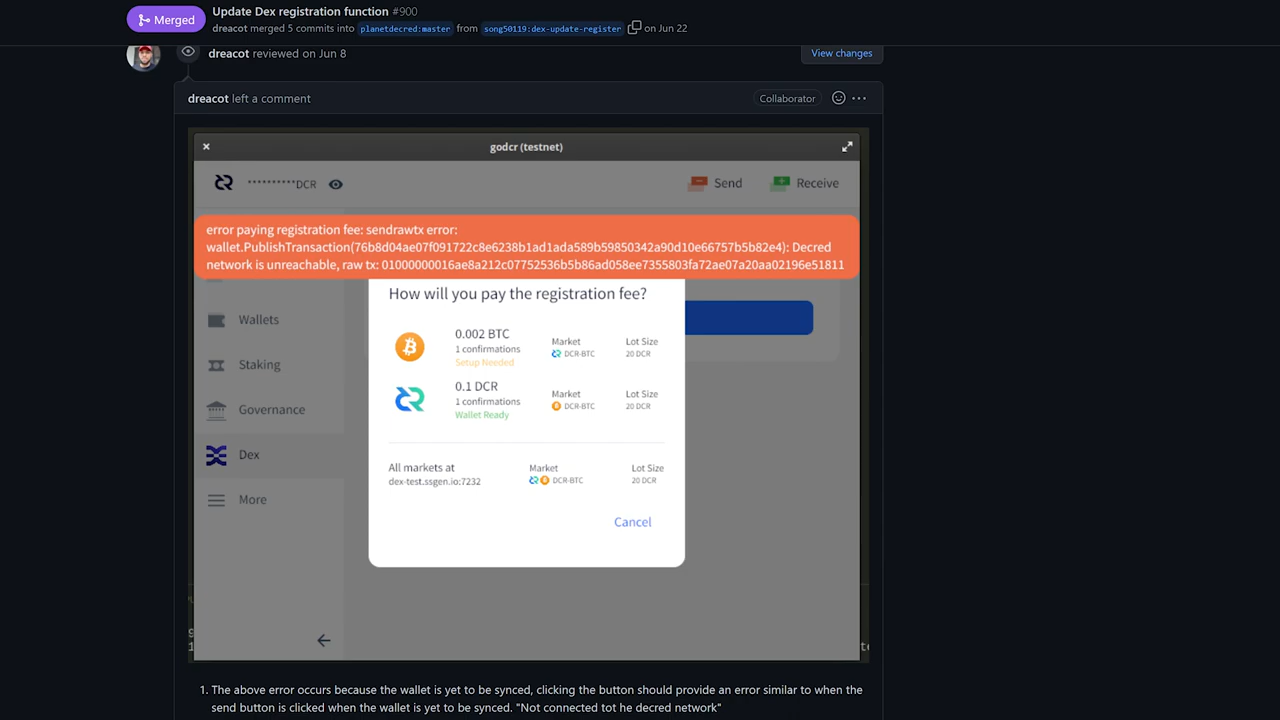 Merged
Update Dex registration function #900
dreacot merged 5 commits into planetdecred:master from song50119:dex-update-register on Jun 22
dreacot reviewed on Jun 8
View changes
dreacot left a comment
Collaborator
godcr (testnet)
**********DCR
Send
Receive
error paying registration fee: sendrawtx error:
wallet.PublishTransaction(76b8d04ae07f091722c8e6238b1ad1ada589b59850342a90d10e66757b5b82e4): Decred
network is unreachable, raw tx: 01000000016ae8a212c07752536b5b86ad058ee7355803fa72ae07a20aa02196e51811
How will you pay the registration fee?
0.002 BTC
1 confirmations
Setup Needed
Market
DCR-BTC
Lot Size
20 DCR
0.1 DCR
1 confirmations
Wallet Ready
Market
DCR-BTC
Lot Size
20 DCR
All markets at
dex-test.ssgen.io:7232
Market
DCR-BTC
Lot Size
20 DCR
Cancel
Wallets
Staking
Governance
Dex
More
1. The above error occurs because the wallet is yet to be synced, clicking the button should provide an error similar to when the
send button is clicked when the wallet is yet to be synced. "Not connected tot he decred network"